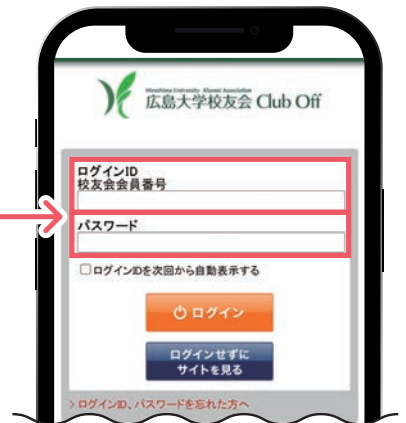 Hiroshima University Alumni Association
広島大学校友会 Club Off
ログインID
校友会会員番号
パスワード
ログインIDを次回から自動表示する
ログイン
ログインせずに
サイトを見る
>ログインID、パスワードを忘れた方へ